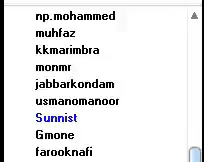 np.mohammed
muhfaz
kkmarimbra
monmr
jabbarkondam
usmanomanoor
Sunnist
Gmone
farooknafi